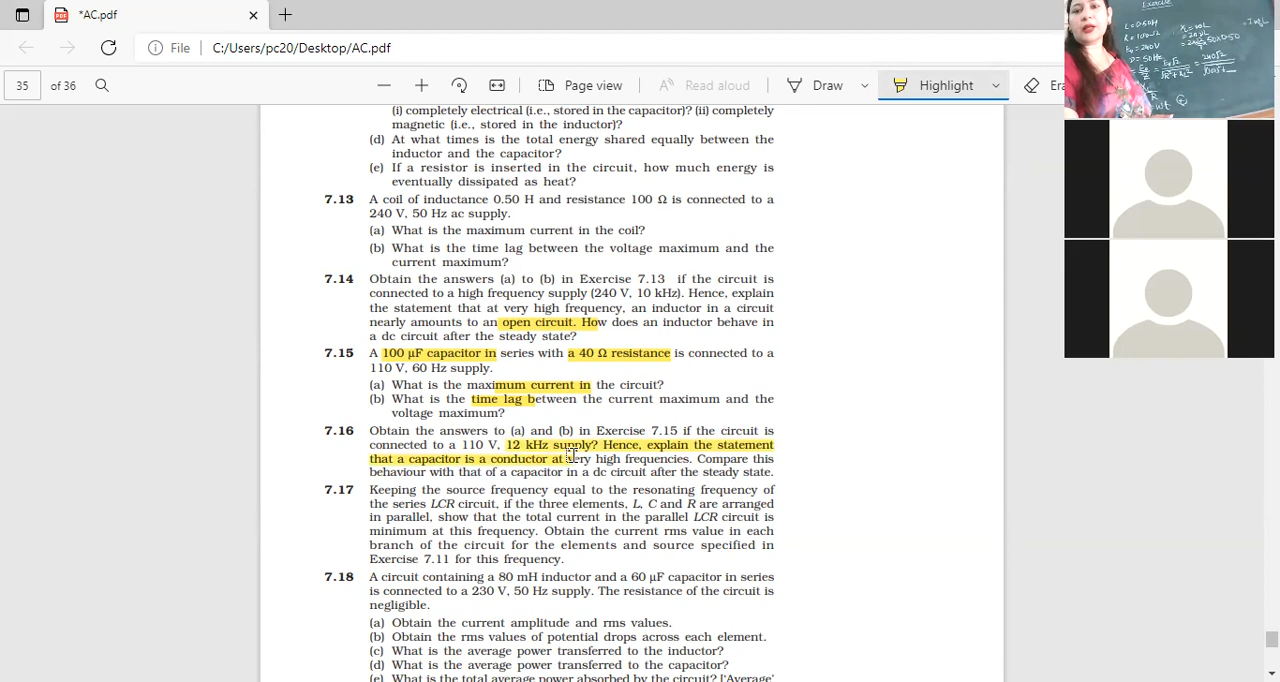 *AC.pdf
File C:/Users/pc20/Desktop/AC.pdf
35 of 36 Page view Read aloud Draw Highlight Era
(i) completely electrical (i.e., stored in the capacitor)? (ii) completely
magnetic (i.e., stored in the inductor)?
(d) At what times is the total energy shared equally between the
inductor and the capacitor?
(e) If a resistor is inserted in the circuit, how much energy is
eventually dissipated as heat?
7.13 A coil of inductance 0.50 H and resistance 100 Ω is connected to a
240 V, 50 Hz ac supply.
(a) What is the maximum current in the coil?
(b) What is the time lag between the voltage maximum and the
current maximum?
7.14 Obtain the answers (a) to (b) in Exercise 7.13 if the circuit is
connected to a high frequency supply (240 V, 10 kHz). Hence, explain
the statement that at very high frequency, an inductor in a circuit
nearly amounts to an open circuit. How does an inductor behave in
a dc circuit after the steady state?
7.15 A 100 μF capacitor in series with a 40 Ω resistance is connected to a
110 V, 60 Hz supply.
(a) What is the maximum current in the circuit?
(b) What is the time lag between the current maximum and the
voltage maximum?
7.16 Obtain the answers to (a) and (b) in Exercise 7.15 if the circuit is
connected to a 110 V, 12 kHz supply? Hence, explain the statement
that a capacitor is a conductor at very high frequencies. Compare this
behaviour with that of a capacitor in a dc circuit after the steady state.
7.17 Keeping the source frequency equal to the resonating frequency of
the series LCR circuit, if the three elements, L, C and R are arranged
in parallel, show that the total current in the parallel LCR circuit is
minimum at this frequency. Obtain the current rms value in each
branch of the circuit for the elements and source specified in
Exercise 7.11 for this frequency.
7.18 A circuit containing a 80 mH inductor and a 60 μF capacitor in series
is connected to a 230 V, 50 Hz supply. The resistance of the circuit is
negligible.
(a) Obtain the current amplitude and rms values.
(b) Obtain the rms values of potential drops across each element.
(c) What is the average power transferred to the inductor?
(d) What is the average power transferred to the capacitor?
(e) What is the total average power absorbed by the circuit? ['Average'
L = 0.50H
R = 100Ω
E₀ = 240V
ν = 50Hz